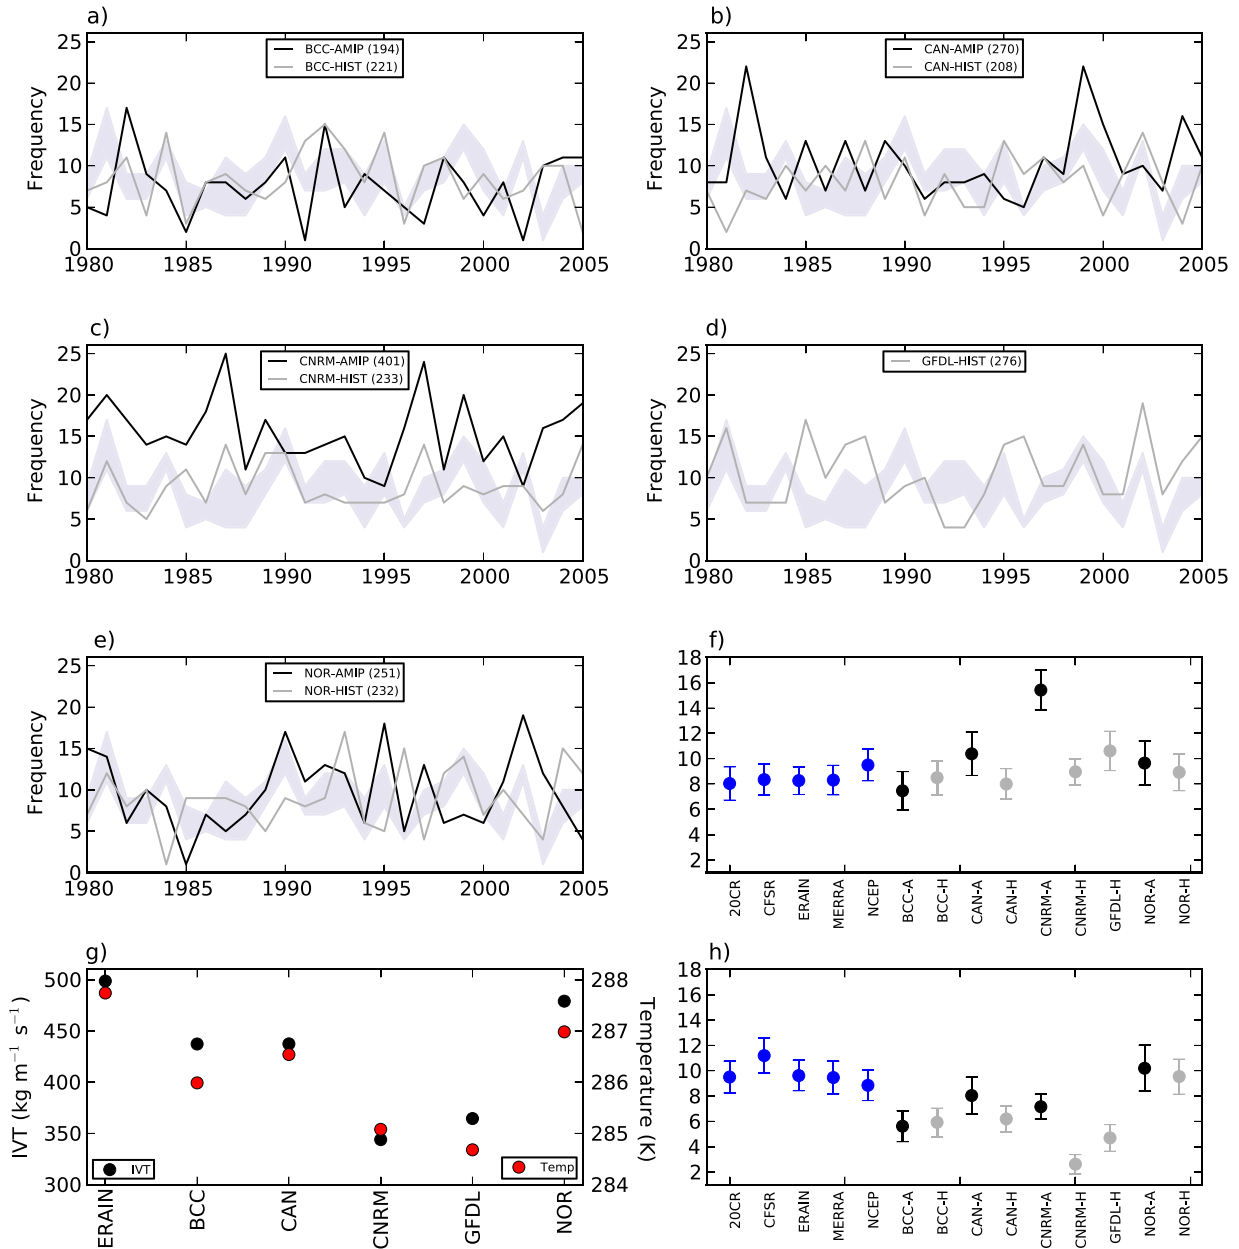 a)
25
20
15
10
5
0
Frequency
BCC-AMIP (194)
BCC-HIST (221)
1980 1985 1990 1995 2000 2005
b)
25
20
15
10
5
0
Frequency
CAN-AMIP (270)
CAN-HIST (208)
1980 1985 1990 1995 2000 2005
c)
25
20
15
10
5
0
Frequency
CNRM-AMIP (401)
CNRM-HIST (233)
1980 1985 1990 1995 2000 2005
d)
25
20
15
10
5
0
Frequency
GFDL-HIST (276)
1980 1985 1990 1995 2000 2005
e)
25
20
15
10
5
0
Frequency
NOR-AMIP (251)
NOR-HIST (232)
1980 1985 1990 1995 2000 2005
f)
18
16
14
12
10
8
6
4
2
20CR CFSR ERAIN MERRA NCEP BCC-A BCC-H CAN-A CAN-H CNRM-A CNRM-H GFDL-H NOR-A NOR-H
g)
500
450
400
350
300
IVT (kg m⁻¹ s⁻¹)
IVT
Temp
288
287
286
285
284
Temperature (K)
ERAIN BCC CAN CNRM GFDL NOR
h)
18
16
14
12
10
8
6
4
2
20CR CFSR ERAIN MERRA NCEP BCC-A BCC-H CAN-A CAN-H CNRM-A CNRM-H GFDL-H NOR-A NOR-H